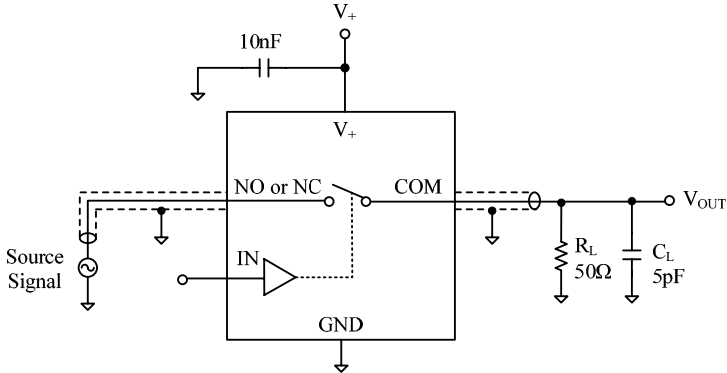 V+
10nF
V+
NO or NC
COM
VOUT
Source
Signal
IN
RL
50Ω
CL
5pF
GND